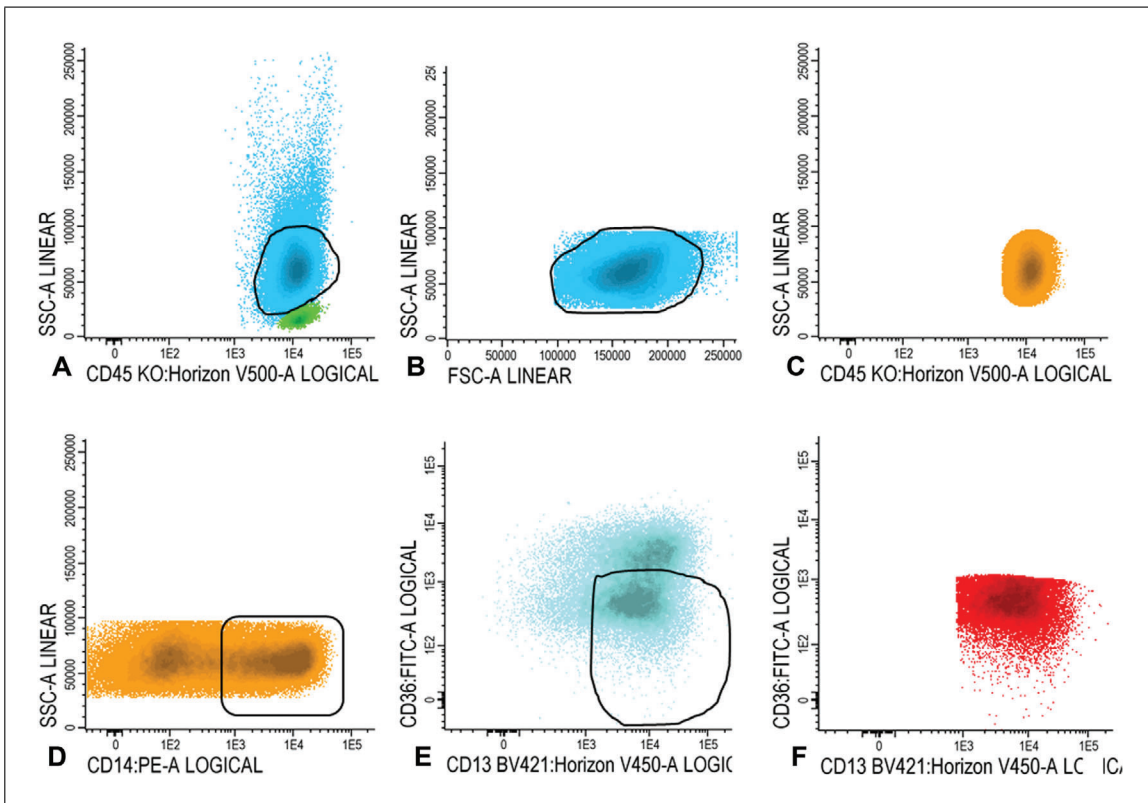 250000
200000
150000
100000
50000
0
SSC-A LINEAR
0 1E2 1E3 1E4 1E5
A CD45 KO:Horizon V500-A LOGICAL
25(
200000
150000
100000
50000
0
SSC-A LINEAR
0 50000 100000 150000 200000 250000
B FSC-A LINEAR
250000
200000
150000
100000
50000
0
SSC-A LINEAR
0 1E2 1E3 1E4 1E5
C CD45 KO:Horizon V500-A LOGICAL
250000
200000
150000
100000
50000
0
SSC-A LINEAR
0 1E2 1E3 1E4 1E5
D CD14:PE-A LOGICAL
1E5
1E4
1E3
1E2
0
CD36:FITC-A LOGICAL
1E3 1E4 1E5
E CD13 BV421:Horizon V450-A LOGIC
1E5
1E4
1E3
1E2
0
CD36:FITC-A LOGICAL
1E3 1E4 1E5
F CD13 BV421:Horizon V450-A